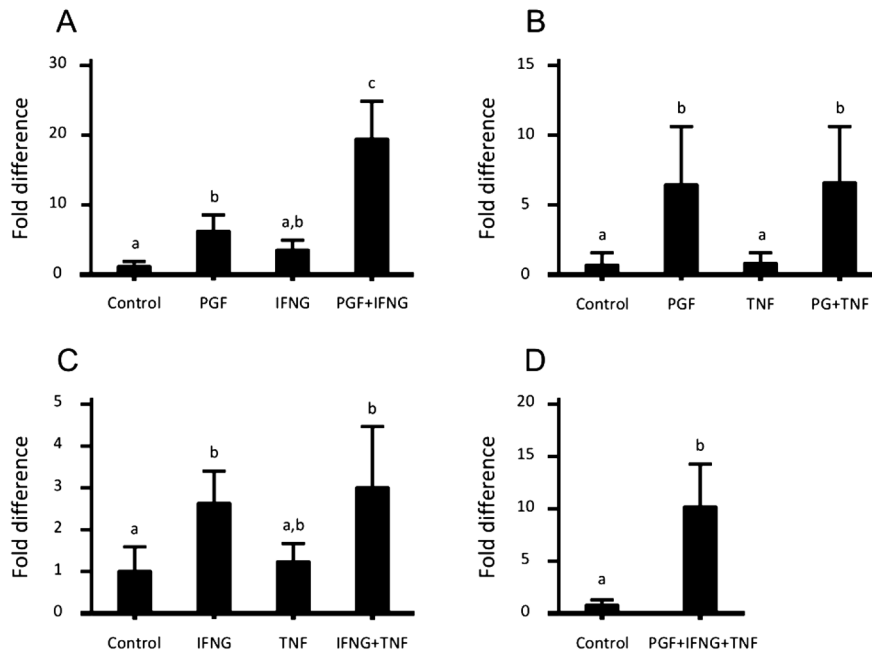 A
Fold difference
30
20
10
0
a
b
a,b
c
Control PGF IFNG PGF+IFNG
B
Fold difference
15
10
5
0
a
b
a
b
Control PGF TNF PG+TNF
C
Fold difference
5
4
3
2
1
0
a
b
a,b
b
Control IFNG TNF IFNG+TNF
D
Fold difference
20
15
10
5
0
a
b
Control PGF+IFNG+TNF